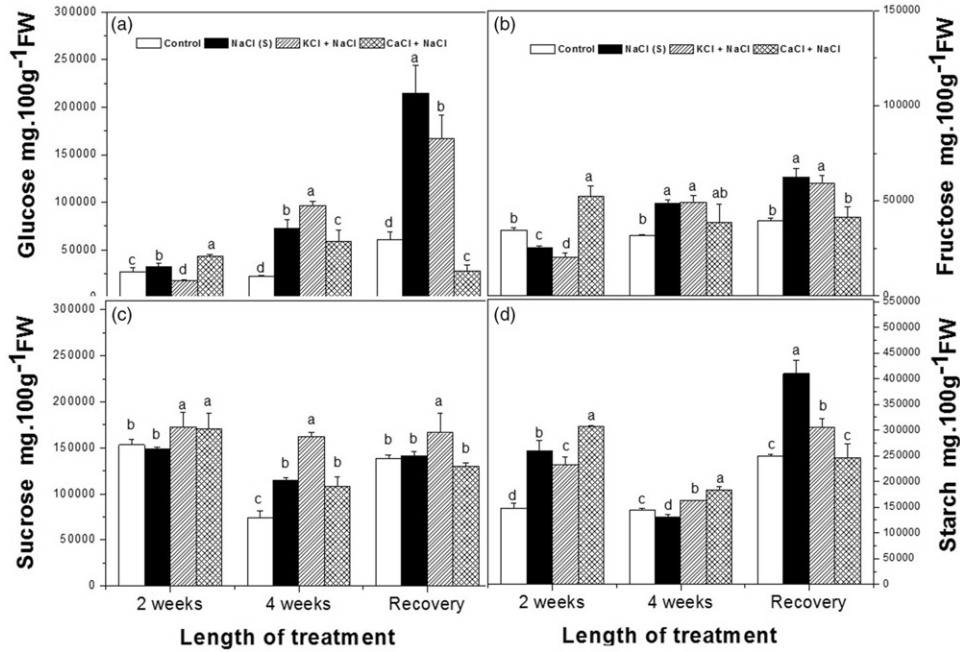 (a)
Control NaCl (S) KCl + NaCl CaCl + NaCl
Glucose mg.100g-1FW
300000
250000
200000
150000
100000
50000
0
c b d a
d b a c
d a b c
(b)
Control NaCl (S) KCl + NaCl CaCl + NaCl
Fructose mg.100g-1FW
150000
100000
50000
0
b c d a
b a a ab
b a a b
(c)
Sucrose mg.100g-1FW
300000
250000
200000
150000
100000
50000
0
b b a a
c b a b
b b a b
2 weeks 4 weeks Recovery
Length of treatment
(d)
Starch mg.100g-1FW
550000
500000
450000
400000
350000
300000
250000
200000
150000
100000
50000
0
d b c a
c d b a
c a b c
2 weeks 4 weeks Recovery
Length of treatment